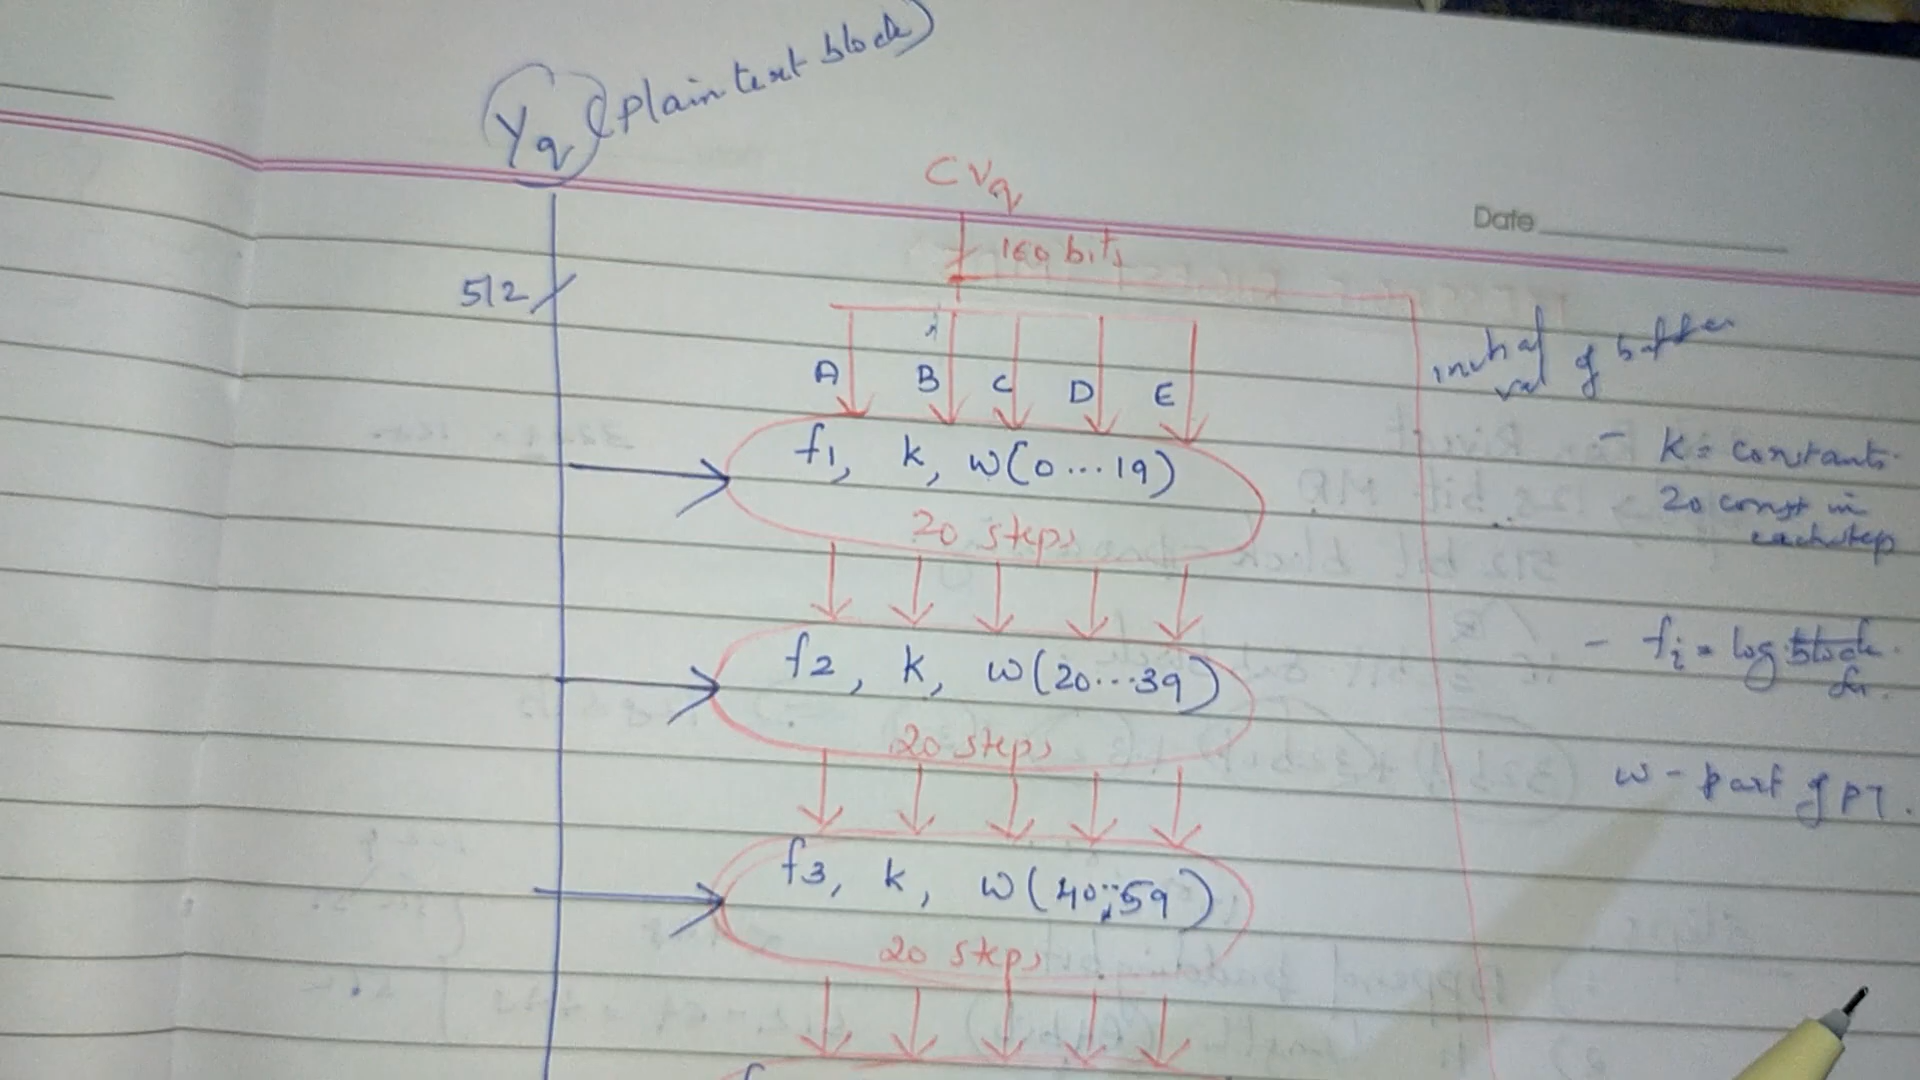 Yq (plain text block)
CVq
Date
160 bits
512
A B C D E
initial
val of buffer
f1, k, w(0...19)
20 steps
- k = constants.
20 const in
each step
f2, k, w(20...39)
20 steps
- fi = log.
fn.
w - part of PT.
f3, k, w(40...59)
20 steps